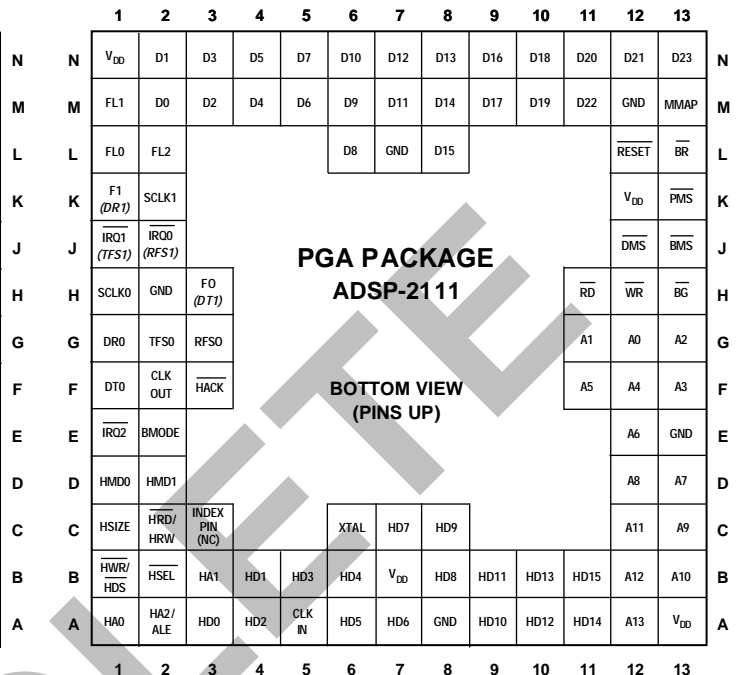 1 2 3 4 5 6 7 8 9 10 11 12 13
N N V_DD D1 D3 D5 D7 D10 D12 D13 D16 D18 D20 D21 D23 N
M M FL1 D0 D2 D4 D6 D9 D11 D14 D17 D19 D22 GND MMAP M
L L FL0 FL2 D8 GND D15 RESET BR L
K K F1 (DR1) SCLK1 V_DD PMS K
J J IRQ1 (TFS1) IRQ0 (RFS1) DMS BMS J
PGA PACKAGE
ADSP-2111
H H SCLK0 GND FO (DT1) RD WR BG H
G G DR0 TFS0 RFSO A1 A0 A2 G
F F DT0 CLK OUT HACK A5 A4 A3 F
BOTTOM VIEW
(PINS UP)
E E IRQ2 BMODE A6 GND E
D D HMD0 HMD1 A8 A7 D
C C HSIZE HRD/ HRW INDEX PIN (NC) XTAL HD7 HD9 A11 A9 C
B B HWR/ HDS HSEL HA1 HD1 HD3 HD4 V_DD HD8 HD11 HD13 HD15 A12 A10 B
A A HA0 HA2/ ALE HD0 HD2 CLK IN HD5 HD6 GND HD10 HD12 HD14 A13 V_DD A
1 2 3 4 5 6 7 8 9 10 11 12 13